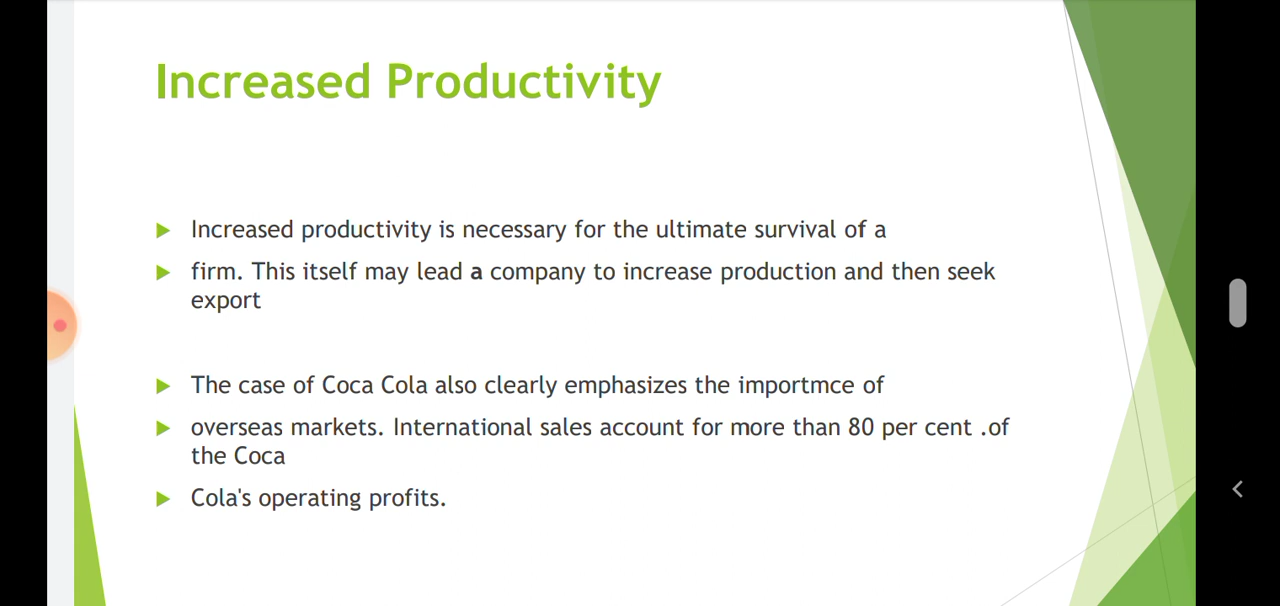 Increased Productivity
Increased productivity is necessary for the ultimate survival of a
firm. This itself may lead a company to increase production and then seek
export
The case of Coca Cola also clearly emphasizes the importmce of
overseas markets. International sales account for more than 80 per cent .of
the Coca
Cola's operating profits.